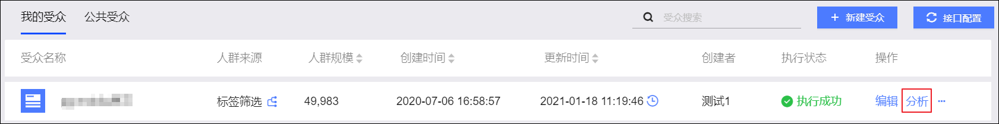 我的受众 公共受众 受众搜索 + 新建受众 接口配置
受众名称 人群来源 人群规模 创建时间 更新时间 创建者 执行状态 操作
标签筛选 49,983 2020-07-06 16:58:57 2021-01-18 11:19:46 测试1 执行成功 编辑 分析 ···